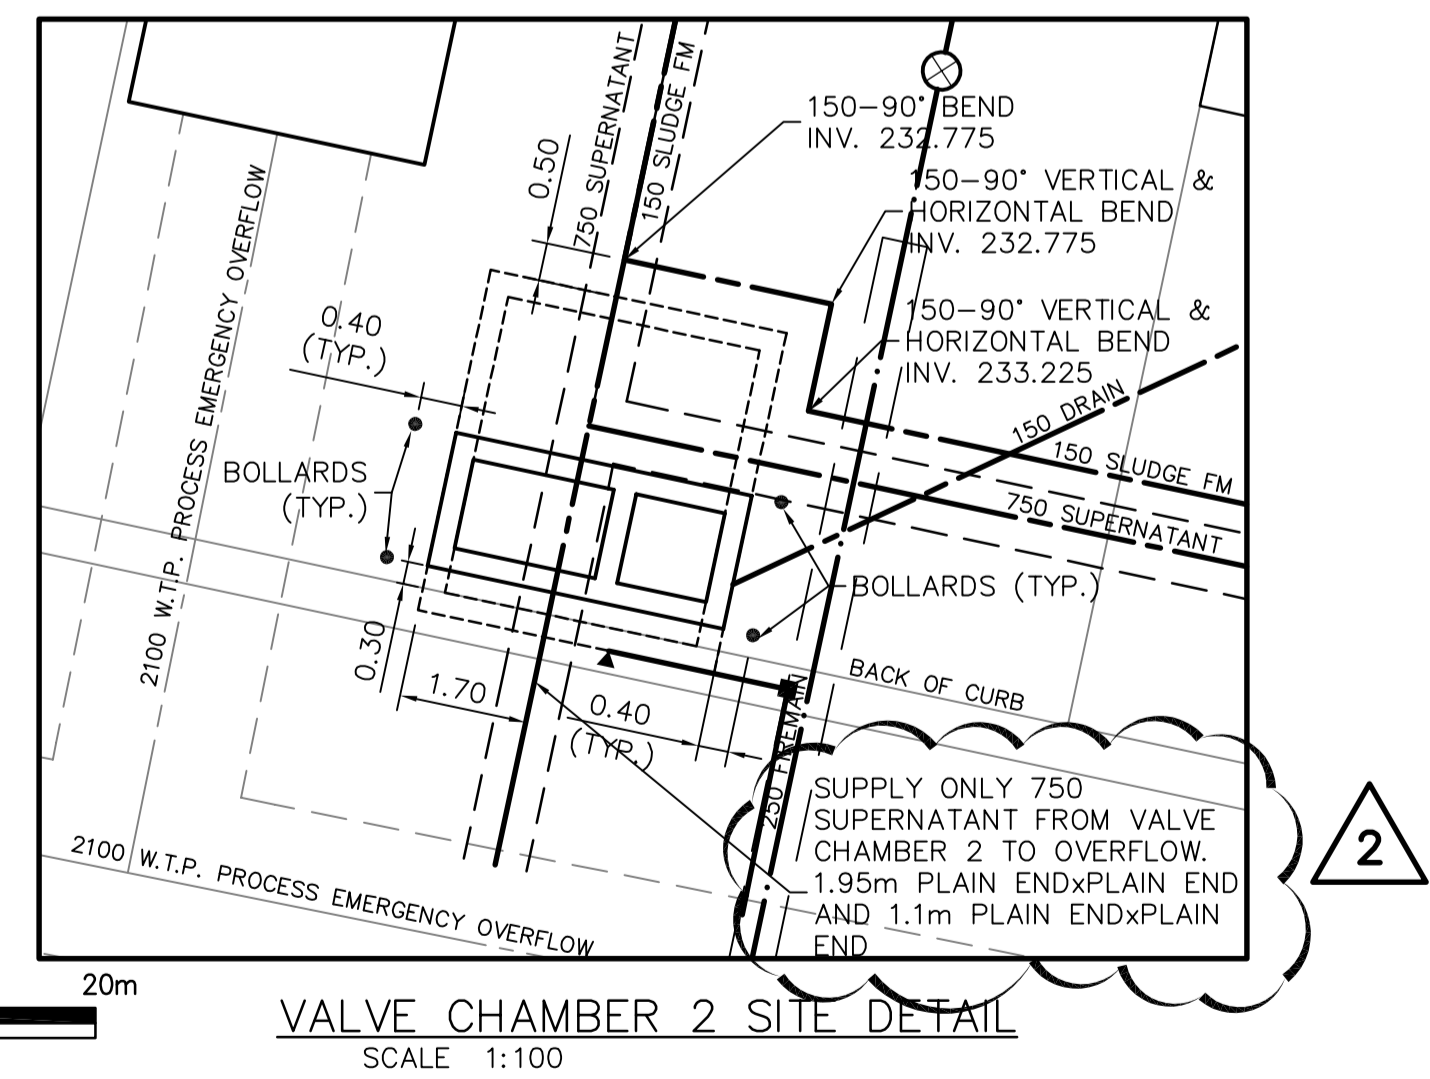 750 SUPERNATANT
150 SLUDGE FM
150-90° BEND
INV. 232.775
150-90° VERTICAL &
HORIZONTAL BEND
INV. 232.775
150-90° VERTICAL &
HORIZONTAL BEND
INV. 233.225
0.50
0.40
(TYP.)
2100 W.T.P. PROCESS EMERGENCY OVERFLOW
BOLLARDS
(TYP.)
150 DRAIN
150 SLUDGE FM
750 SUPERNATANT
BOLLARDS (TYP.)
0.30
1.70
0.40
(TYP.)
BACK OF CURB
250 FIREMAIN
SUPPLY ONLY 750
SUPERNATANT FROM VALVE
CHAMBER 2 TO OVERFLOW.
1.95m PLAIN ENDxPLAIN END
AND 1.1m PLAIN ENDxPLAIN
END
2
2100 W.T.P. PROCESS EMERGENCY OVERFLOW
20m
VALVE CHAMBER 2 SITE DETAIL
SCALE 1:100